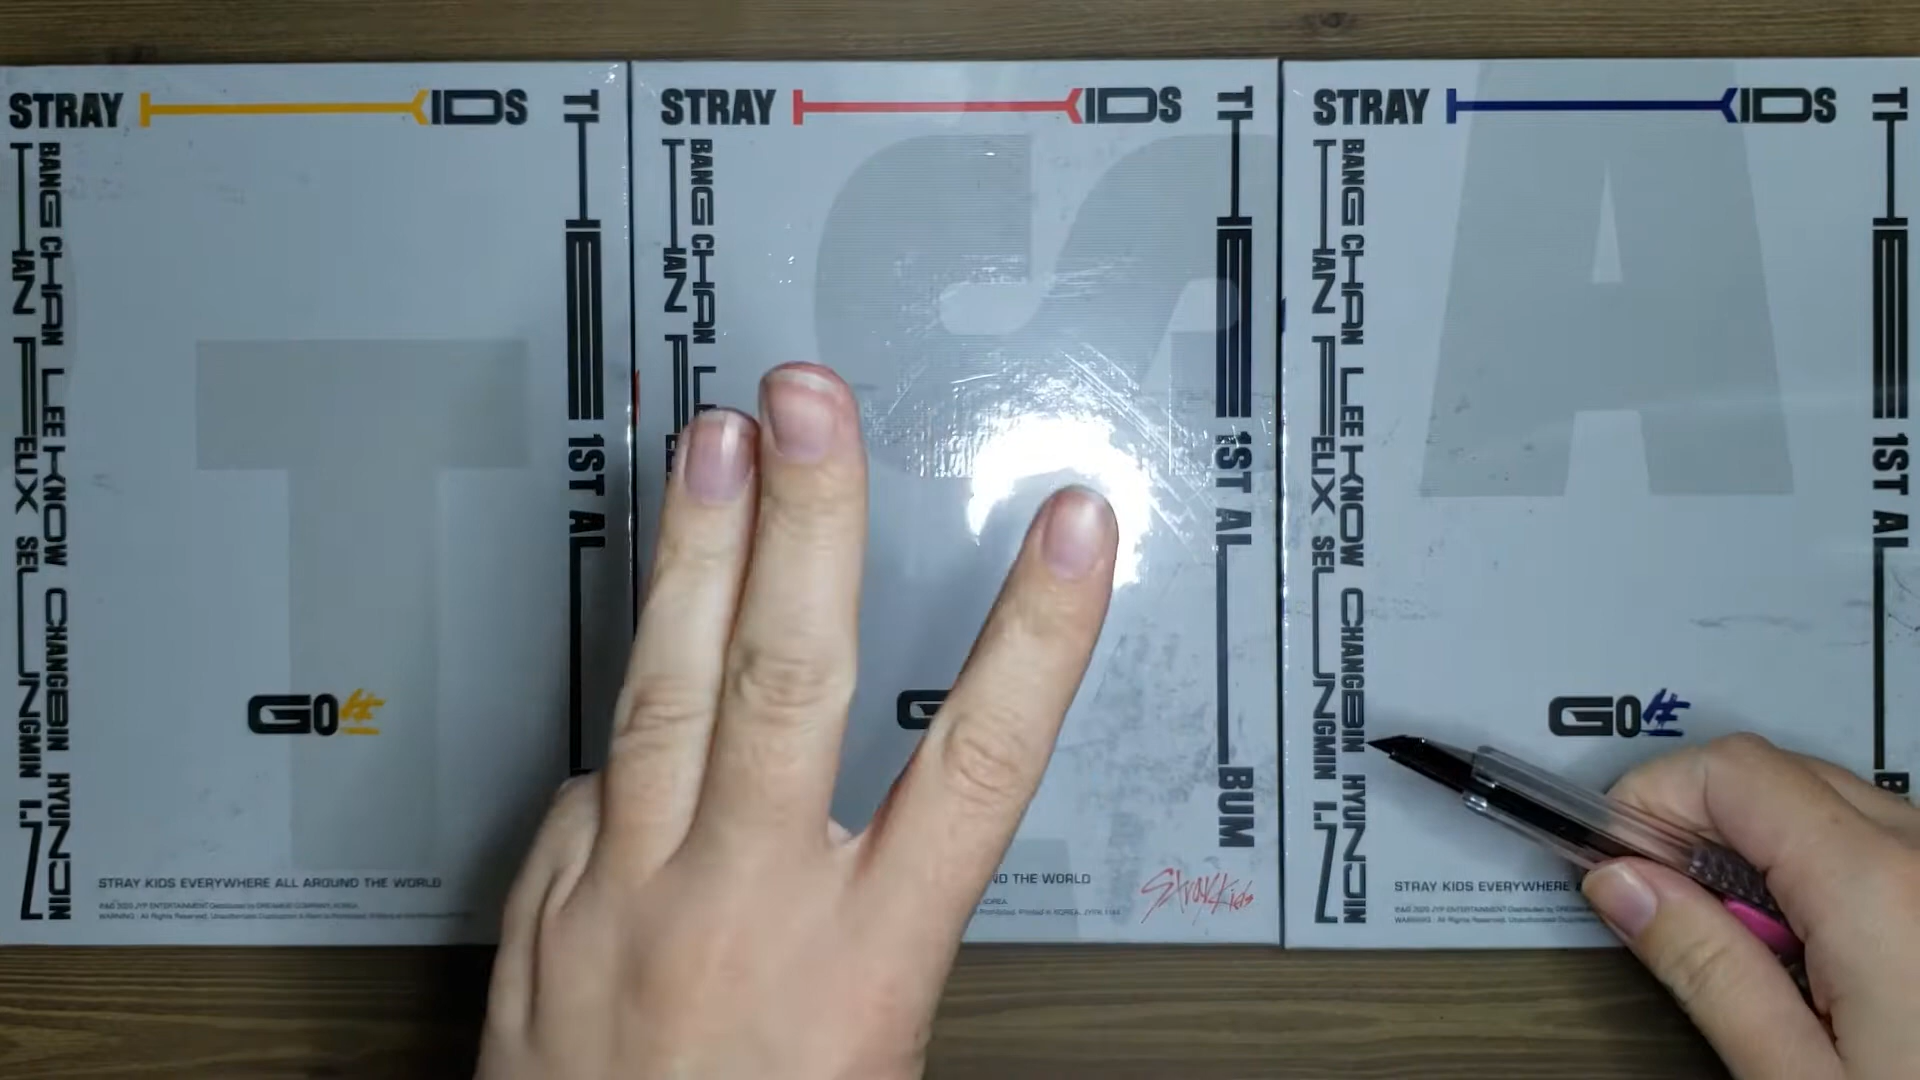 STRAY KIDS
THE 1ST AL
BANG CHAN LEE KNOW CHANGBIN HYUNJIN
HAN FELIX SEUNGMIN I.N
T
GO生
STRAY KIDS EVERYWHERE ALL AROUND THE WORLD
STRAY KIDS
THE 1ST ALBUM
BANG CHAN
HAN
S
ND THE WORLD
Stray Kids
STRAY KIDS
THE 1ST AL
BANG CHAN LEE KNOW CHANGBIN HYUNJIN
HAN FELIX SEUNGMIN I.N
A
GO生
STRAY KIDS EVERYWHERE